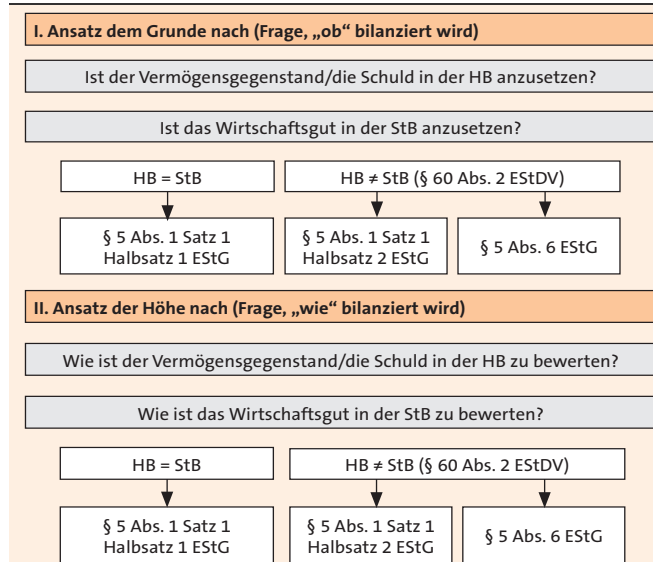 I. Ansatz dem Grunde nach (Frage, „ob“ bilanziert wird)
Ist der Vermögensgegenstand/die Schuld in der HB anzusetzen?
Ist das Wirtschaftsgut in der StB anzusetzen?
HB = StB
HB ≠ StB (§ 60 Abs. 2 EStDV)
§ 5 Abs. 1 Satz 1
Halbsatz 1 EStG
§ 5 Abs. 1 Satz 1
Halbsatz 2 EStG
§ 5 Abs. 6 EStG
II. Ansatz der Höhe nach (Frage, „wie“ bilanziert wird)
Wie ist der Vermögensgegenstand/die Schuld in der HB zu bewerten?
Wie ist das Wirtschaftsgut in der StB zu bewerten?
HB = StB
HB ≠ StB (§ 60 Abs. 2 EStDV)
§ 5 Abs. 1 Satz 1
Halbsatz 1 EStG
§ 5 Abs. 1 Satz 1
Halbsatz 2 EStG
§ 5 Abs. 6 EStG